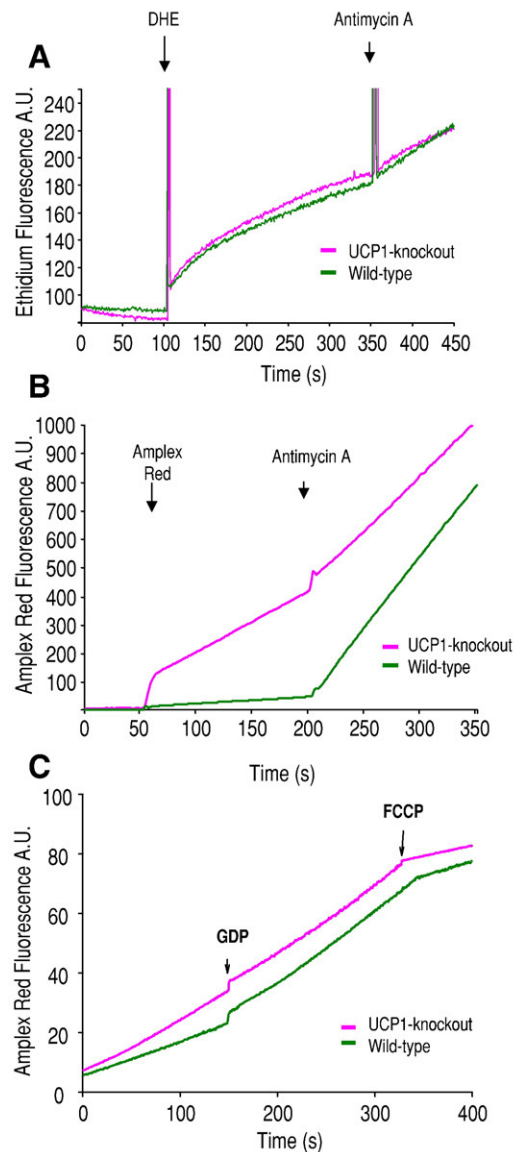 DHE Antimycin A
A
Ethidium Fluorescence A.U.
240
220
200
180
160
140
120
100
80
UCP1-knockout
Wild-type
0 50 100 150 200 250 300 350 400 450
Time (s)
B
Amplex Red Fluorescence A.U.
1000
900
800
700
600
500
400
300
200
100
Amplex
Red
Antimycin A
UCP1-knockout
Wild-type
0 50 100 150 200 250 300 350
Time (s)
C
Amplex Red Fluorescence A.U.
100
80
60
40
20
0
FCCP
GDP
UCP1-knockout
Wild-type
0 100 200 300 400
Time (s)